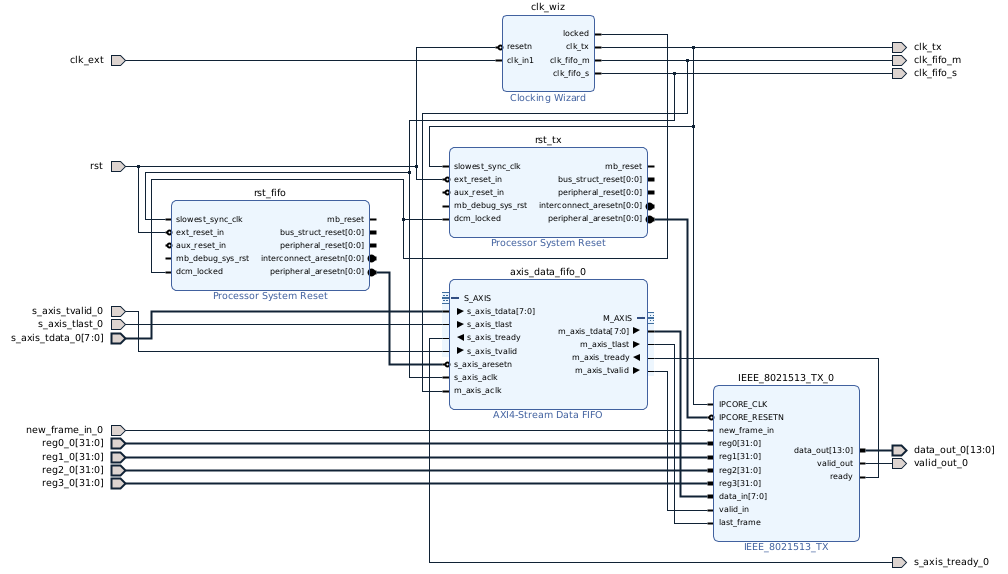 clk_wiz
resetn
clk_in1
locked
clk_tx
clk_fifo_m
clk_fifo_s
Clocking Wizard
clk_ext
clk_tx
clk_fifo_m
clk_fifo_s
rst
rst_tx
slowest_sync_clk
ext_reset_in
aux_reset_in
mb_debug_sys_rst
dcm_locked
mb_reset
bus_struct_reset[0:0]
peripheral_reset[0:0]
interconnect_aresetn[0:0]
peripheral_aresetn[0:0]
Processor System Reset
rst_fifo
slowest_sync_clk
ext_reset_in
aux_reset_in
mb_debug_sys_rst
dcm_locked
mb_reset
bus_struct_reset[0:0]
peripheral_reset[0:0]
interconnect_aresetn[0:0]
peripheral_aresetn[0:0]
Processor System Reset
s_axis_tvalid_0
s_axis_tlast_0
s_axis_tdata_0[7:0]
axis_data_fifo_0
S_AXIS
s_axis_tdata[7:0]
s_axis_tlast
s_axis_tready
s_axis_tvalid
s_axis_aresetn
s_axis_aclk
m_axis_aclk
M_AXIS
m_axis_tdata[7:0]
m_axis_tlast
m_axis_tready
m_axis_tvalid
AXI4-Stream Data FIFO
new_frame_in_0
reg0_0[31:0]
reg1_0[31:0]
reg2_0[31:0]
reg3_0[31:0]
IEEE_8021513_TX_0
IPCORE_CLK
IPCORE_RESETN
new_frame_in
reg0[31:0]
reg1[31:0]
reg2[31:0]
reg3[31:0]
data_in[7:0]
valid_in
last_frame
data_out[13:0]
valid_out
ready
IEEE_8021513_TX
data_out_0[13:0]
valid_out_0
s_axis_tready_0